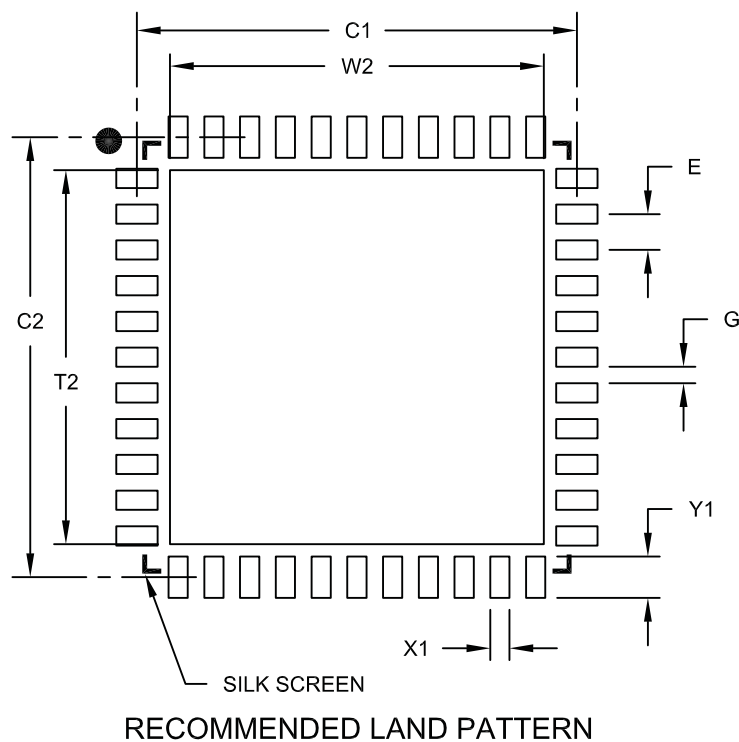 C1
W2
E
C2
G
T2
Y1
X1
SILK SCREEN
RECOMMENDED LAND PATTERN